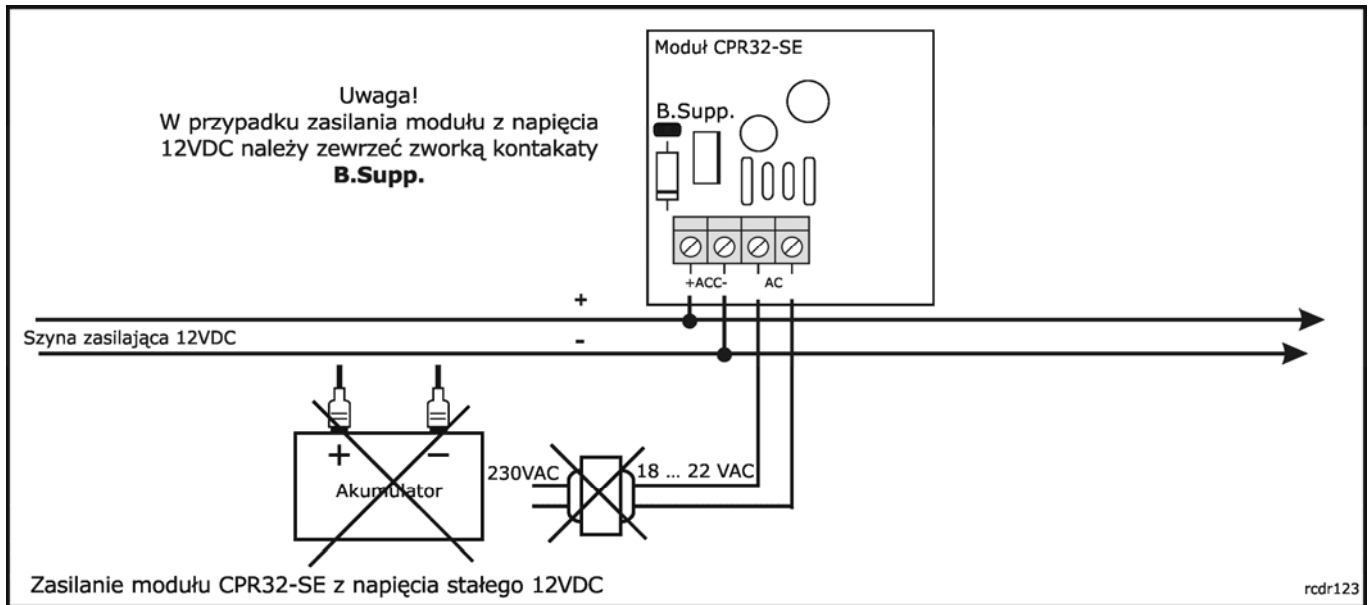 Moduł CPR32-SE
Uwaga!
W przypadku zasilania modułu z napięcia
12VDC należy zewrzeć zworką kontakaty
B.Supp.
B.Supp.
+ACC-
AC
+
Szyna zasilająca 12VDC
-
+ −
Akumulator
230VAC
18 ... 22 VAC
Zasilanie modułu CPR32-SE z napięcia stałego 12VDC
rcdr123